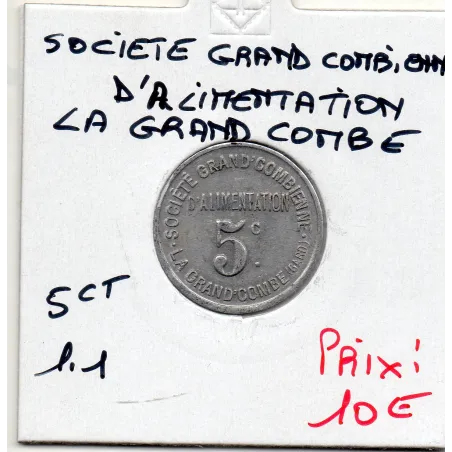 SOCIETE GRAND COMBIENN
D'ALIMENTATION
LA GRAND COMBE
SOCIÉTÉ GRAND'COMBIENNE
D'ALIMENTATION
5C.
LA GRAND'COMBE (GARD)
5CT
1.1
PRIX:
10€